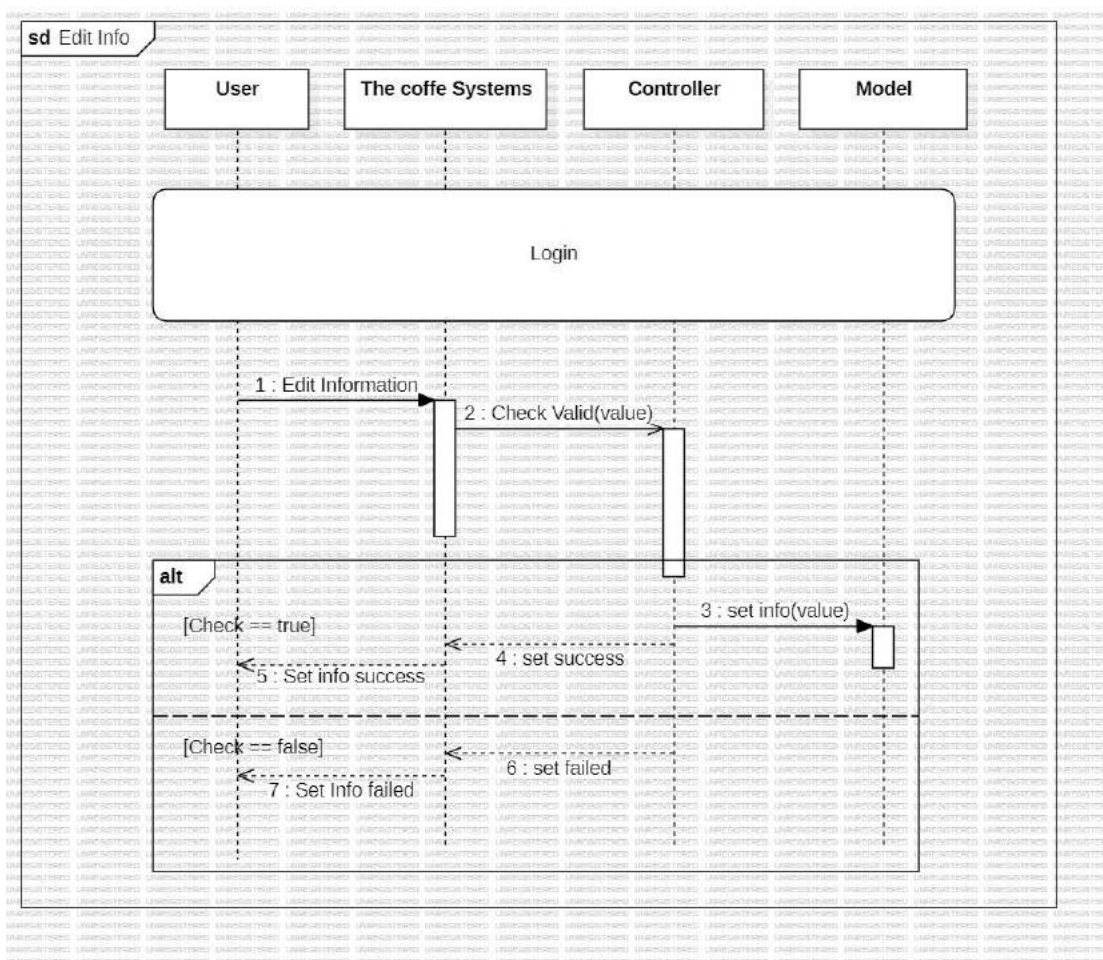 sd Edit Info
User
The coffe Systems
Controller
Model
Login
1 : Edit Information
2 : Check Valid(value)
alt
3 : set info(value)
[Check == true]
4 : set success
5 : Set info success
[Check == false]
6 : set failed
7 : Set Info failed